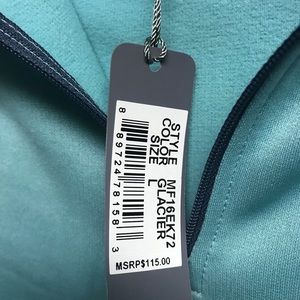 STYLE MF16EK72
COLOR GLACIER
SIZE L
8 89724 78158 3
MSRP$115.00